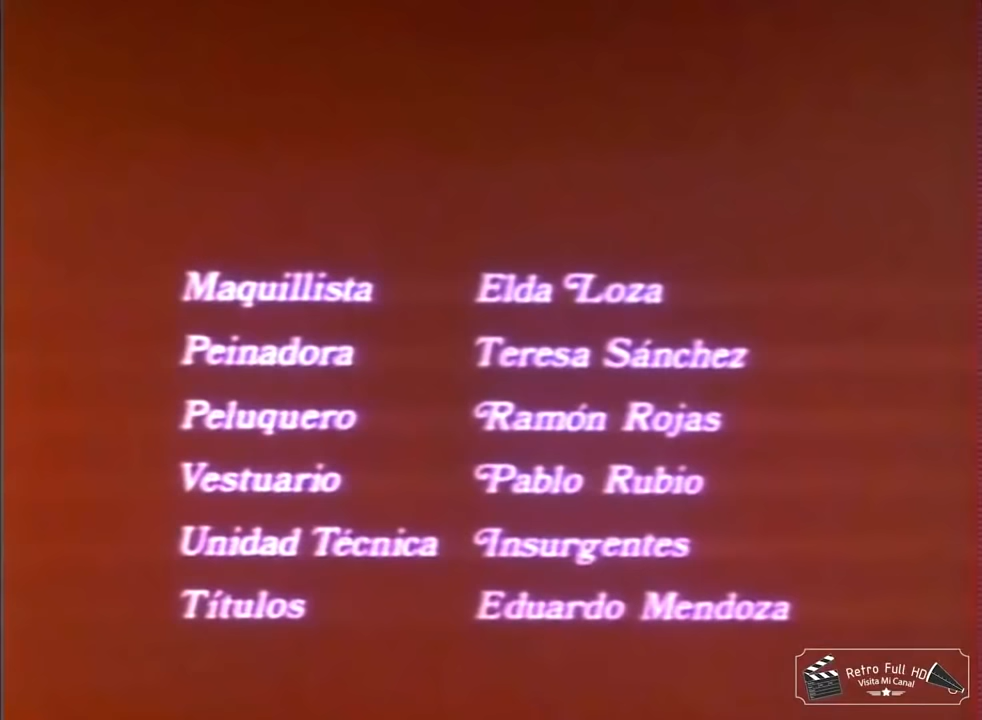 Maquillista Elda Loza
Peinadora Teresa Sánchez
Peluquero Ramón Rojas
Vestuario Pablo Rubio
Unidad Técnica Insurgentes
Títulos Eduardo Mendoza
Retro Full HD
Visita Mi Canal